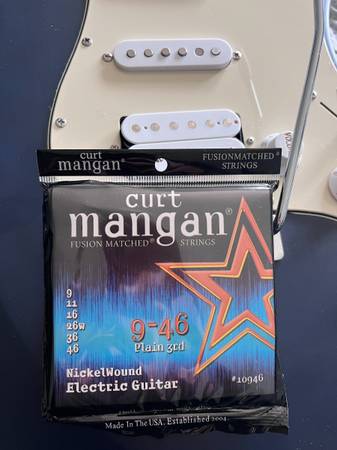 curt
mangan®
FUSIONMATCHED®
STRINGS
curt
mangan®
FUSION MATCHED® STRINGS
9
11
16
26w
36
46
9-46
Plain 3rd
NickelWound
Electric Guitar
#10946
Made In The USA. Established 2004.